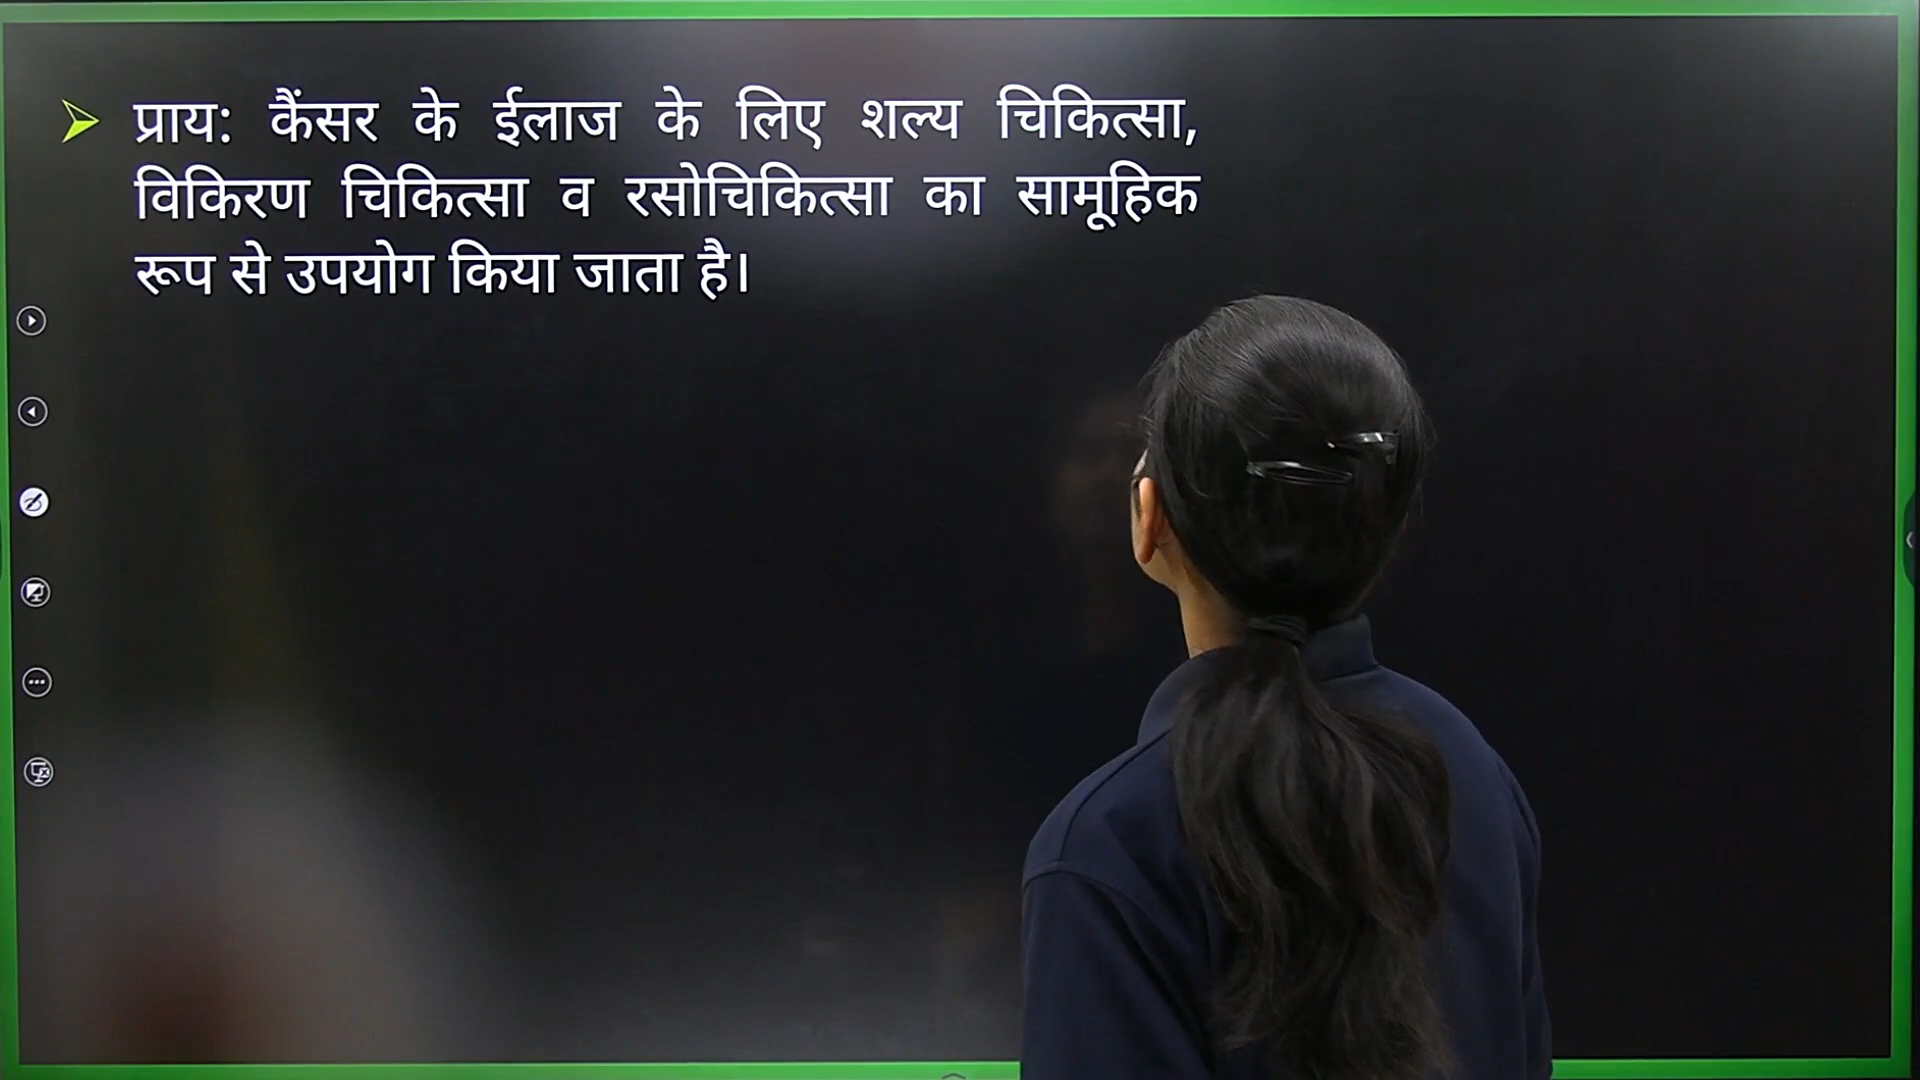 प्राय: कैंसर के ईलाज के लिए शल्य चिकित्सा,
विकिरण चिकित्सा व रसोचिकित्सा का सामूहिक
रूप से उपयोग किया जाता है।